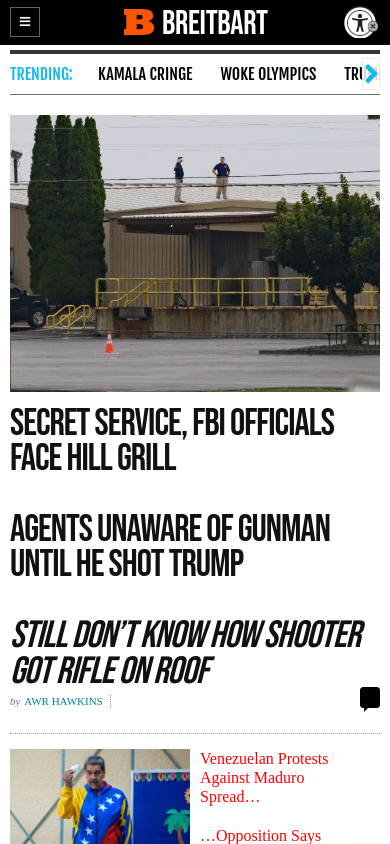 BREITBART
TRENDING:
KAMALA CRINGE
WOKE OLYMPICS
SECRET SERVICE, FBI OFFICIALS
FACE HILL GRILL
AGENTS UNAWARE OF GUNMAN
UNTIL HE SHOT TRUMP
STILL DON'T KNOW HOW SHOOTER
GOT RIFLE ON ROOF
by AWR HAWKINS
Venezuelan Protests
Against Maduro
Spread…
…Opposition Says